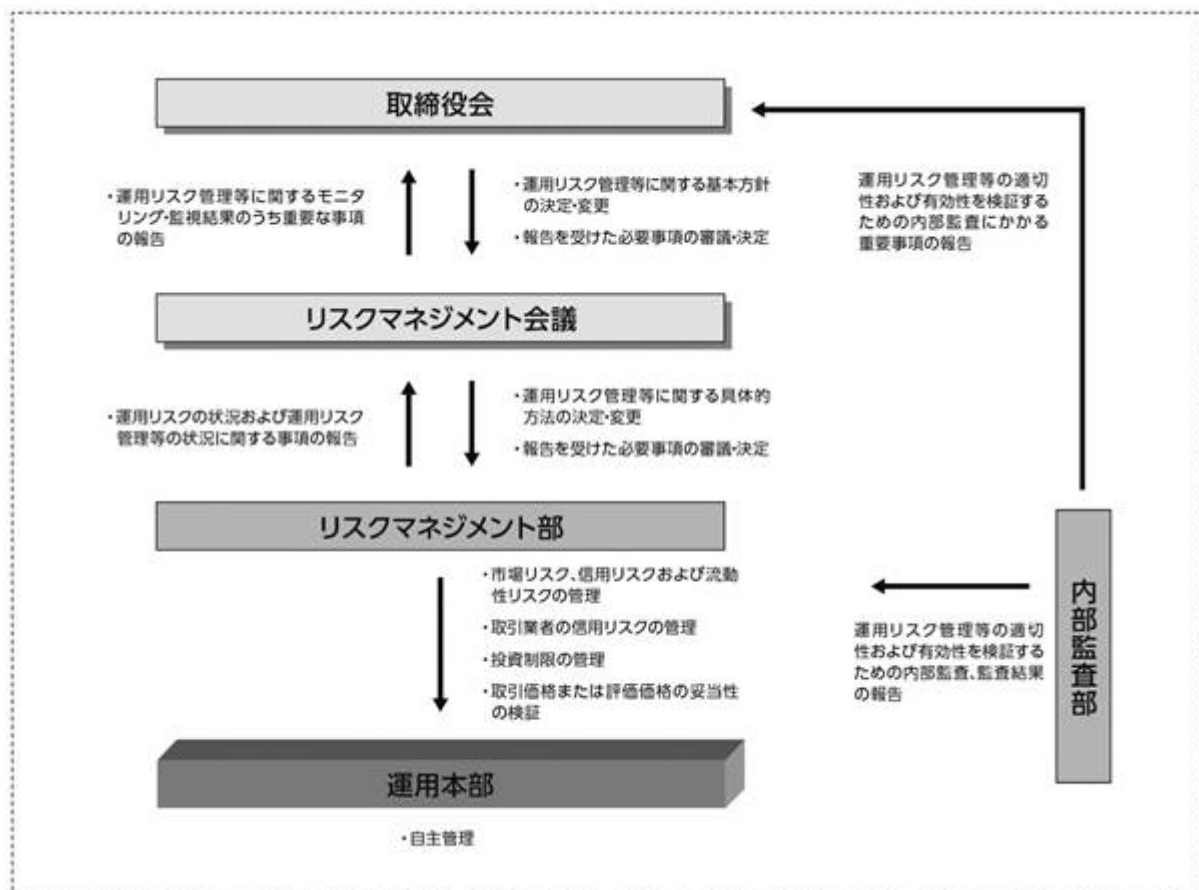 取締役会
・運用リスク管理等に関するモニタ
リング・監視結果のうち重要な事項
の報告
・運用リスク管理等に関する基本方針
の決定・変更
・報告を受けた必要事項の審議・決定
運用リスク管理等の適切
性および有効性を検証す
るための内部監査にかかる
重要事項の報告
リスクマネジメント会議
・運用リスクの状況および運用リスク
管理等の状況に関する事項の報告
・運用リスク管理等に関する具体的
方法の決定・変更
・報告を受けた必要事項の審議・決定
リスクマネジメント部
・市場リスク、信用リスクおよび流動
性リスクの管理
・取引業者の信用リスクの管理
・投資制限の管理
・取引価格または評価価格の妥当性
の検証
運用リスク管理等の適切
性および有効性を検証する
ための内部監査、監査結果
の報告
内部監査部
運用本部
・自主管理